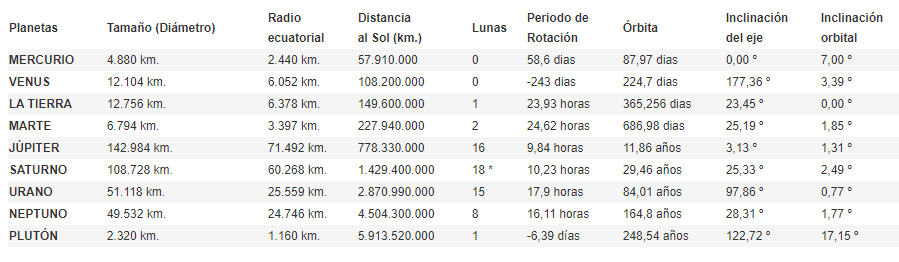 Planetas Tamaño (Diámetro) Radio ecuatorial Distancia al Sol (km.) Lunas Periodo de Rotación Órbita Inclinación del eje Inclinación orbital
MERCURIO 4.880 km. 2.440 km. 57.910.000 0 58,6 dias 87,97 dias 0,00 º 7,00 º
VENUS 12.104 km. 6.052 km. 108.200.000 0 -243 dias 224,7 dias 177,36 º 3,39 º
LA TIERRA 12.756 km. 6.378 km. 149.600.000 1 23,93 horas 365,256 dias 23,45 º 0,00 º
MARTE 6.794 km. 3.397 km. 227.940.000 2 24,62 horas 686,98 dias 25,19 º 1,85 º
JÚPITER 142.984 km. 71.492 km. 778.330.000 16 9,84 horas 11,86 años 3,13 º 1,31 º
SATURNO 108.728 km. 60.268 km. 1.429.400.000 18 * 10,23 horas 29,46 años 25,33 º 2,49 º
URANO 51.118 km. 25.559 km. 2.870.990.000 15 17,9 horas 84,01 años 97,86 º 0,77 º
NEPTUNO 49.532 km. 24.746 km. 4.504.300.000 8 16,11 horas 164,8 años 28,31 º 1,77 º
PLUTÓN 2.320 km. 1.160 km. 5.913.520.000 1 -6,39 días 248,54 años 122,72 º 17,15 º